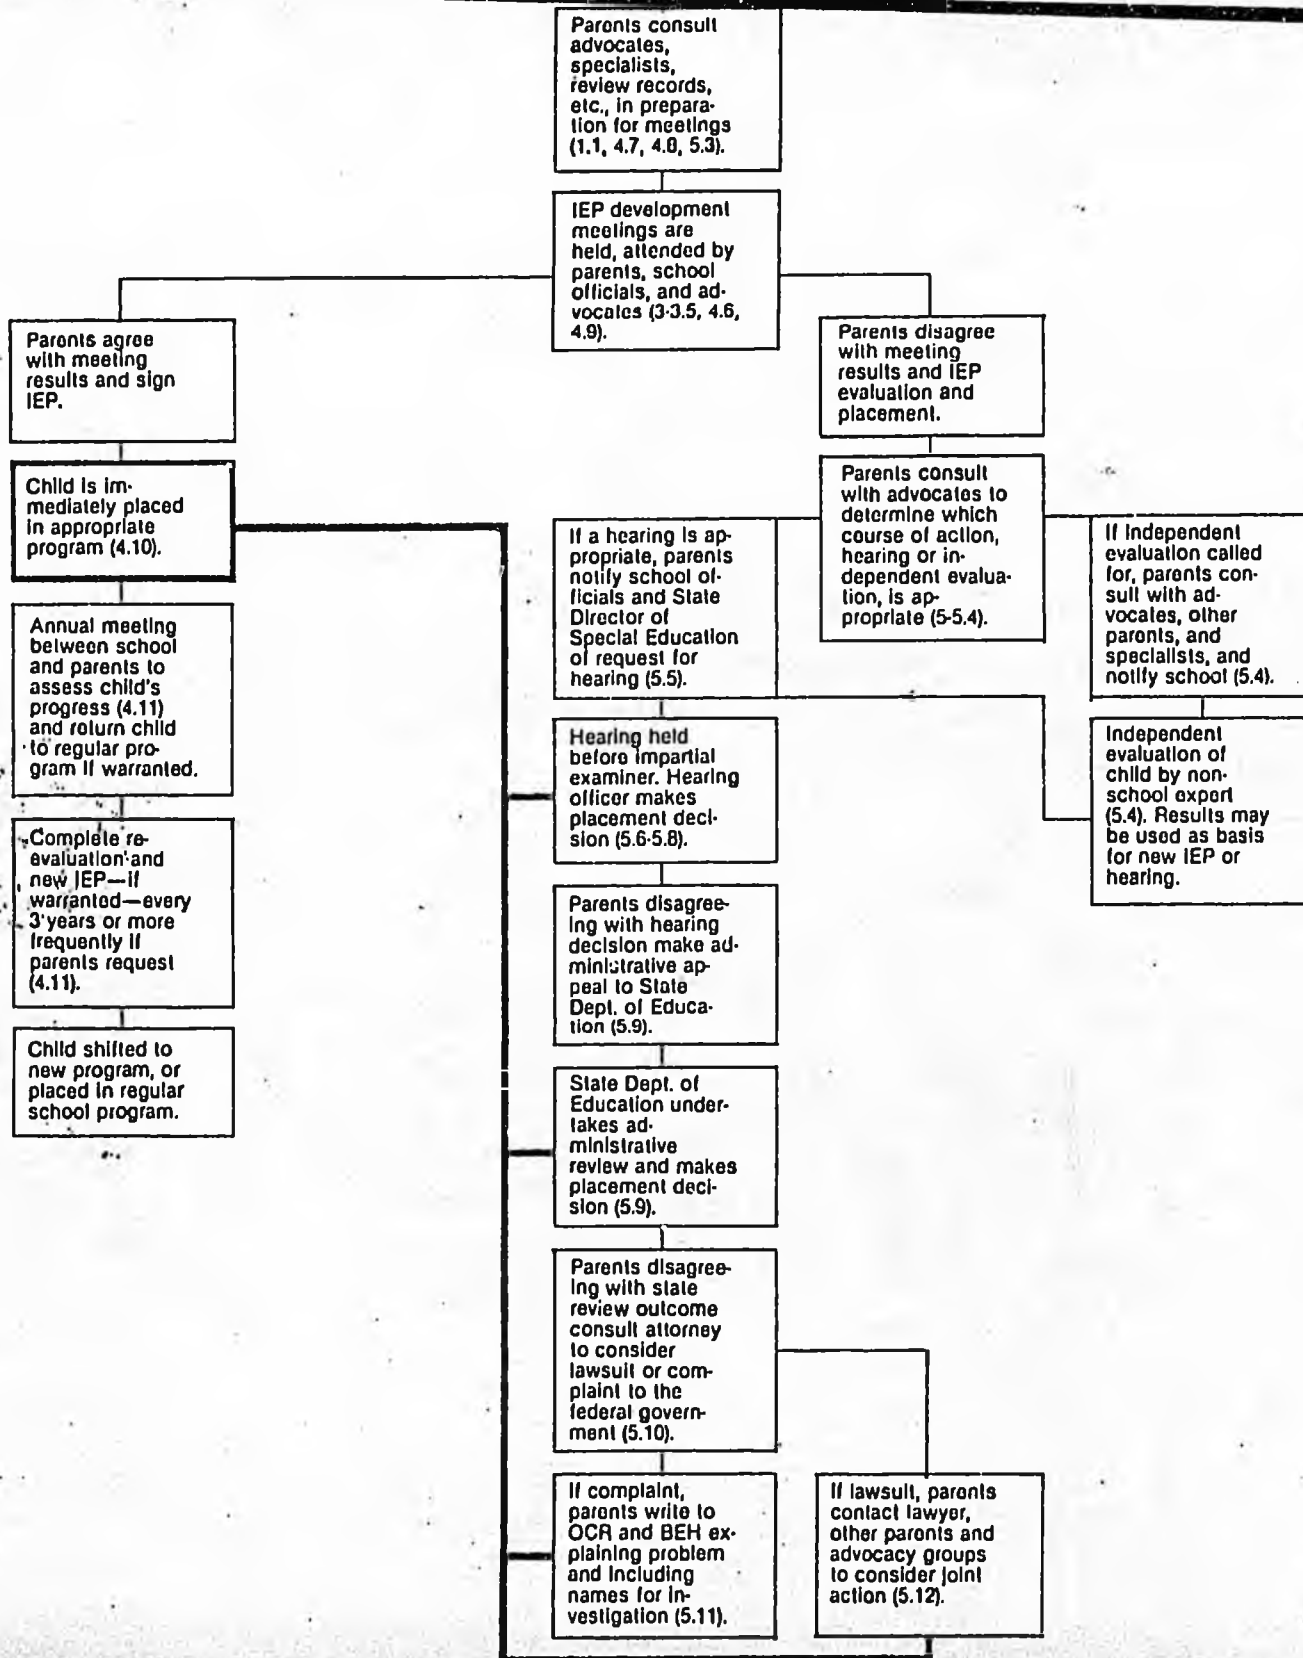 Parents consult
advocates,
specialists,
review records,
etc., in prepara-
tion for meetings
(1.1, 4.7, 4.8, 5.3).
IEP development
meetings are
held, attended by
parents, school
officials, and ad-
vocates (3-3.5, 4.6,
4.9).
Parents agree
with meeting
results and sign
IEP.
Child is im-
mediately placed
in appropriate
program (4.10).
Annual meeting
between school
and parents to
assess child's
progress (4.11)
and return child
to regular pro-
gram if warranted.
Complete re-
evaluation and
new IEP—if
warranted—every
3 years or more
frequently if
parents request
(4.11).
Child shifted to
new program, or
placed in regular
school program.
Parents disagree
with meeting
results and IEP
evaluation and
placement.
Parents consult
with advocates to
determine which
course of action,
hearing or in-
dependent evalua-
tion, is ap-
propriate (5-5.4).
If a hearing is ap-
propriate, parents
notify school of-
ficials and State
Director of
Special Education
of request for
hearing (5.5).
Hearing held
before impartial
examiner. Hearing
officer makes
placement deci-
sion (5.6-5.8).
Parents disagree-
ing with hearing
decision make ad-
ministrative ap-
peal to State
Dept. of Educa-
tion (5.9).
State Dept. of
Education under-
takes ad-
ministrative
review and makes
placement deci-
sion (5.9).
Parents disagree-
ing with state
review outcome
consult attorney
to consider
lawsuit or com-
plaint to the
federal govern-
ment (5.10).
If complaint,
parents write to
OCR and BEH ex-
plaining problem
and including
names for in-
vestigation (5.11).
If lawsuit, parents
contact lawyer,
other parents and
advocacy groups
to consider joint
action (5.12).
If independent
evaluation called
for, parents con-
sult with ad-
vocates, other
parents, and
specialists, and
notify school (5.4).
Independent
evaluation of
child by non-
school expert
(5.4). Results may
be used as basis
for new IEP or
hearing.